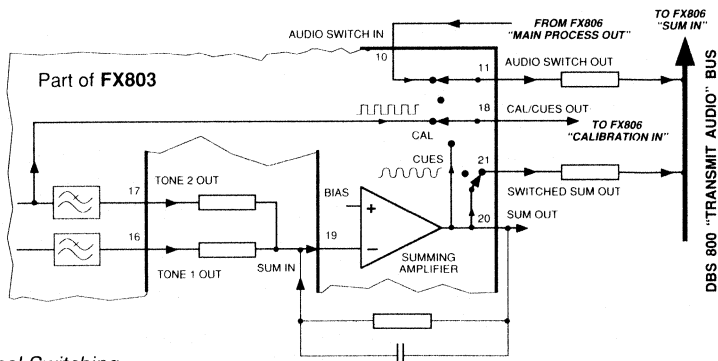 TO FX806
"SUM IN"
FROM FX806
"MAIN PROCESS OUT"
AUDIO SWITCH IN
10
11
AUDIO SWITCH OUT
Part of FX803
18
CAL/CUES OUT
CAL
TO FX806
"CALIBRATION IN"
CUES
21
SWITCHED SUM OUT
17
TONE 2 OUT
BIAS
+
20
SUM OUT
16
19
−
SUMMING
AMPLIFIER
TONE 1 OUT
SUM IN
DBS 800 "TRANSMIT AUDIO" BUS